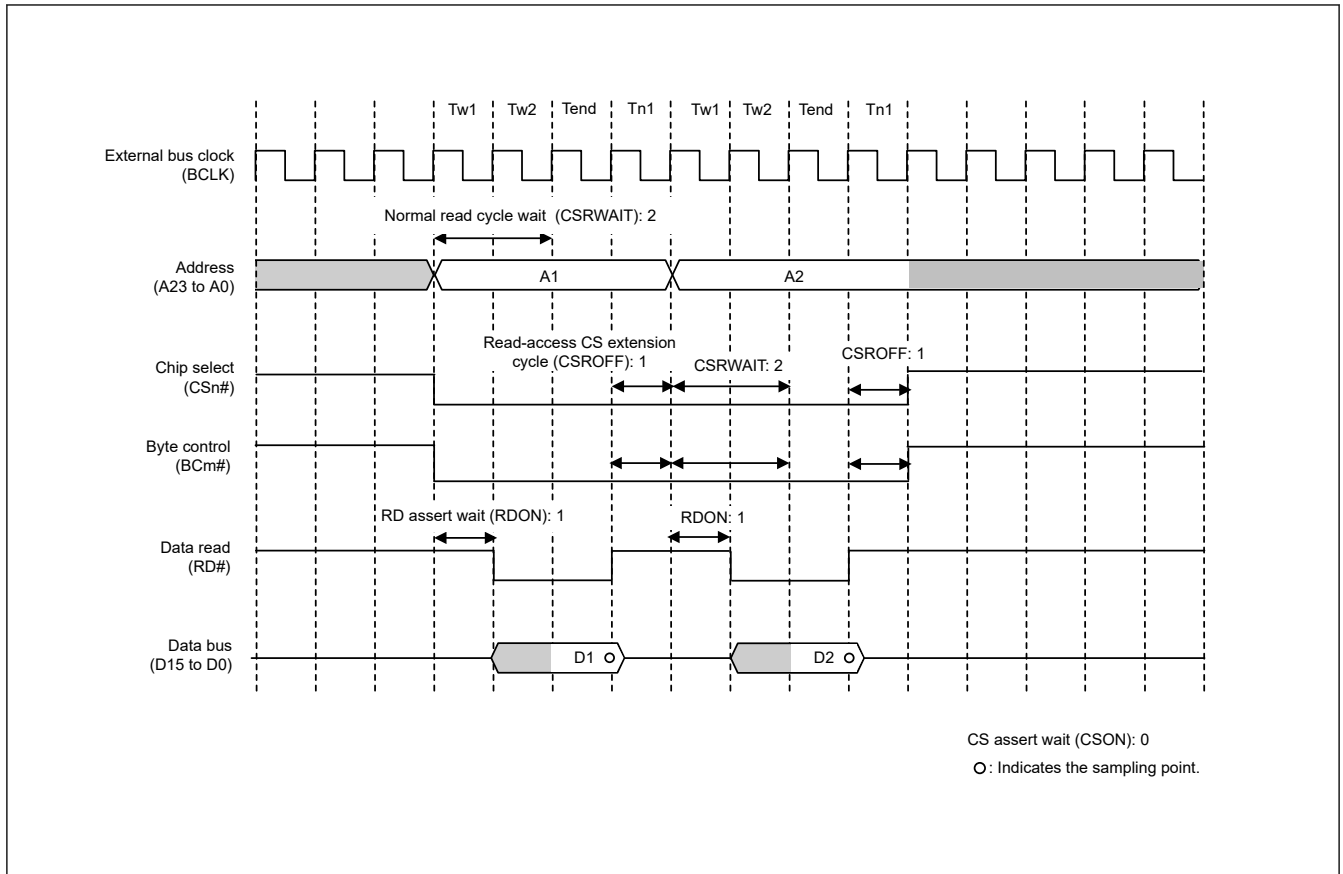 Tw1 Tw2 Tend Tn1 Tw1 Tw2 Tend Tn1
External bus clock
(BCLK)
Normal read cycle wait (CSRWAIT): 2
Address
(A23 to A0)
A1 A2
Read-access CS extension
cycle (CSROFF): 1
CSRWAIT: 2
CSROFF: 1
Chip select
(CSn#)
Byte control
(BCm#)
RD assert wait (RDON): 1
RDON: 1
Data read
(RD#)
Data bus
(D15 to D0)
D1 D2
CS assert wait (CSON): 0
: Indicates the sampling point.